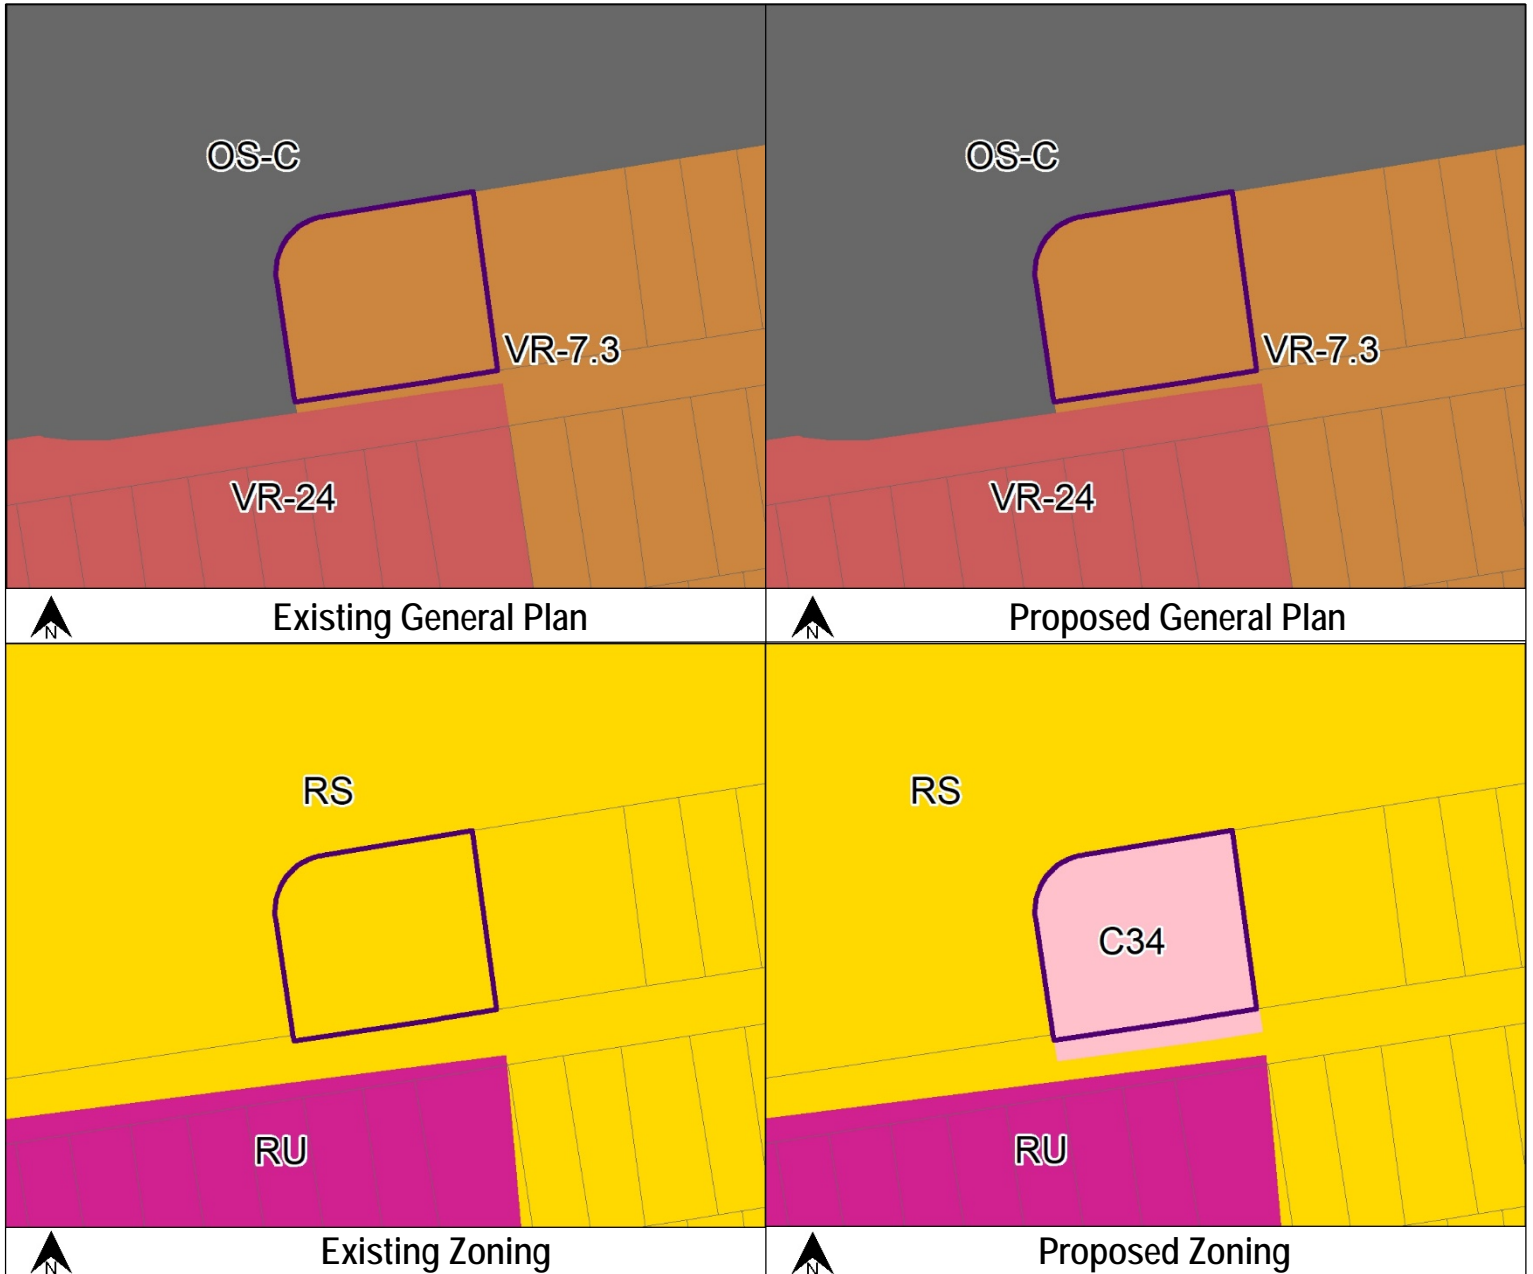 OS-C
VR-7.3
VR-24
N
Existing General Plan
OS-C
VR-7.3
VR-24
N
Proposed General Plan
RS
RU
N
Existing Zoning
RS
C34
RU
N
Proposed Zoning